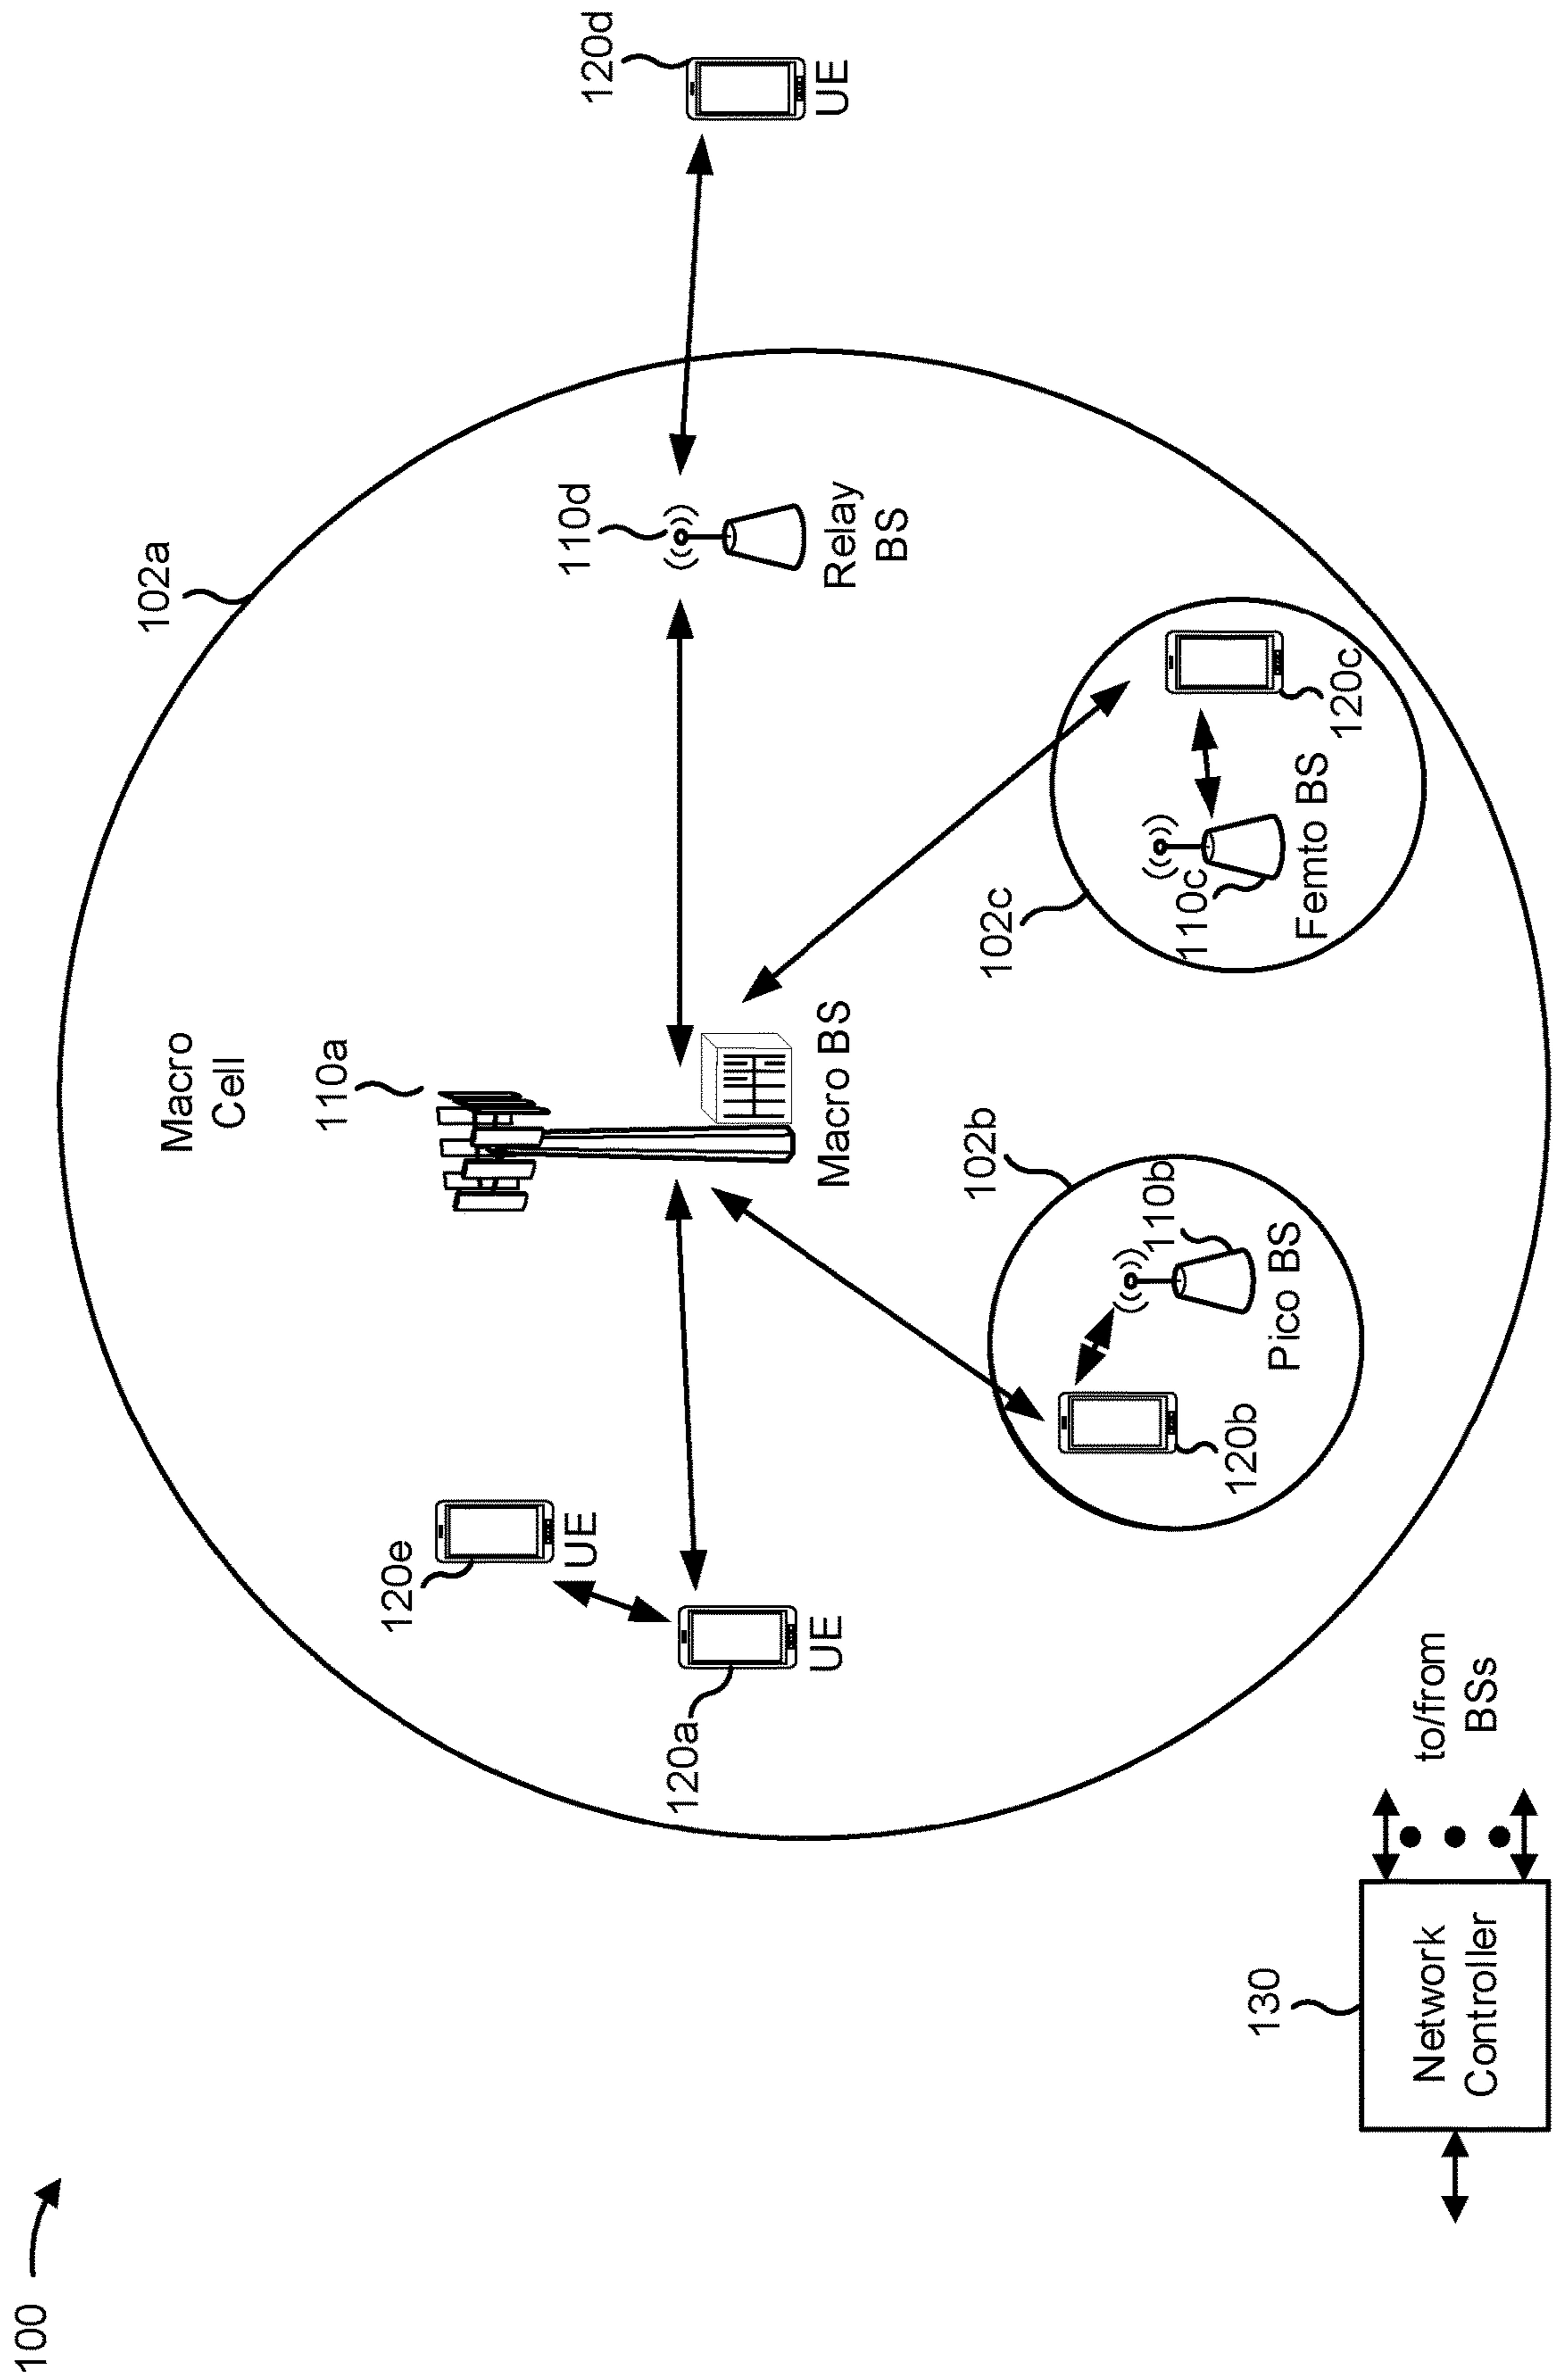 100
102a
Macro
Cell
110a
120d
UE
110d
Relay
BS
120e
UE
120a
UE
Macro BS
102b
110b
Pico BS
120b
102c
110c
Femto BS
120c
130
Network
Controller
to/from
BSs